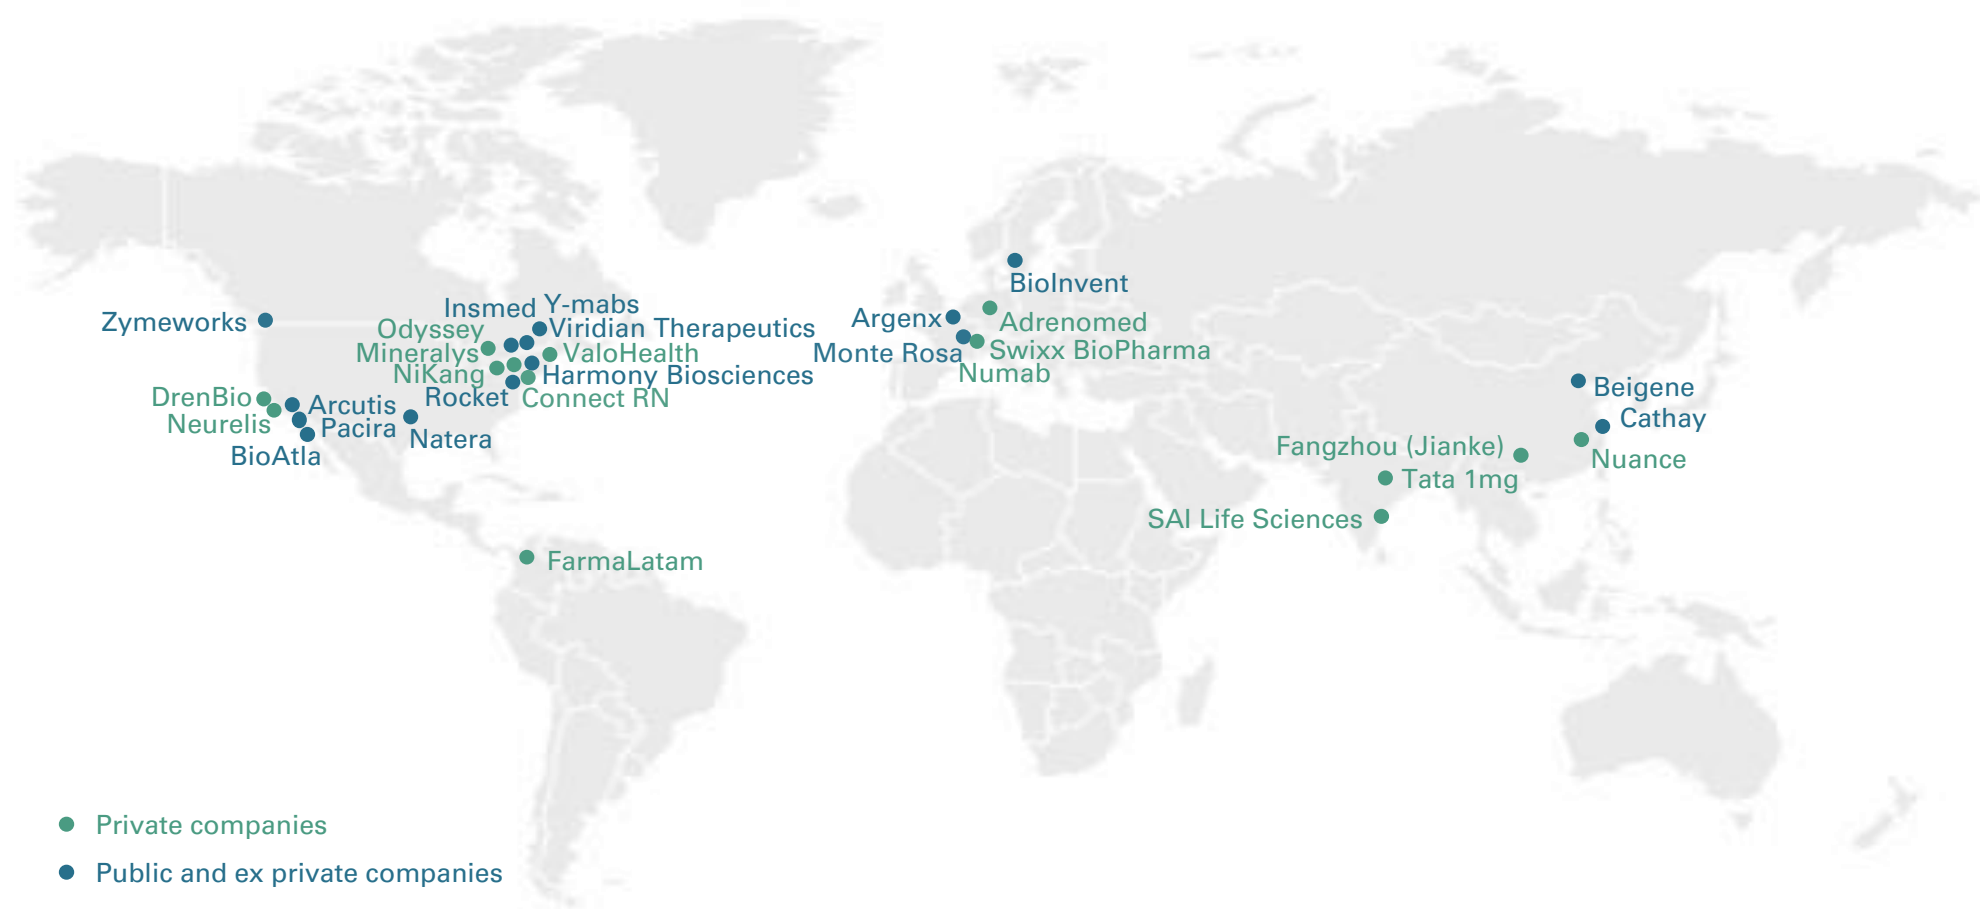 BioInvent
Insmed
Y-mabs
Zymeworks
Odyssey
Viridian Therapeutics
Argenx
Adrenomed
Mineralys
ValoHealth
Monte Rosa
Swixx BioPharma
NiKang
Harmony Biosciences
Numab
DrenBio
Arcutis
Rocket
Connect RN
Beigene
Neurelis
Pacira
Natera
Cathay
BioAtla
Fangzhou (Jianke)
Nuance
Tata 1mg
SAI Life Sciences
FarmaLatam
Private companies
Public and ex private companies